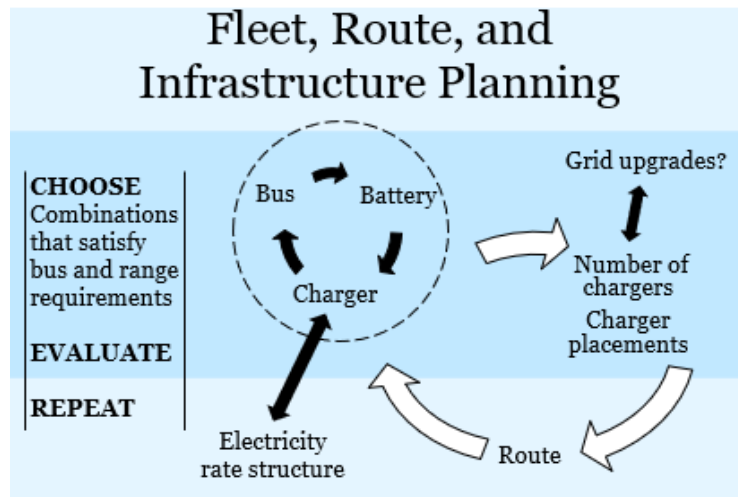 Fleet, Route, and
Infrastructure Planning
CHOOSE
Combinations
that satisfy
bus and range
requirements
EVALUATE
REPEAT
Bus
Battery
Charger
Electricity
rate structure
Grid upgrades?
Number of
chargers
Charger
placements
Route